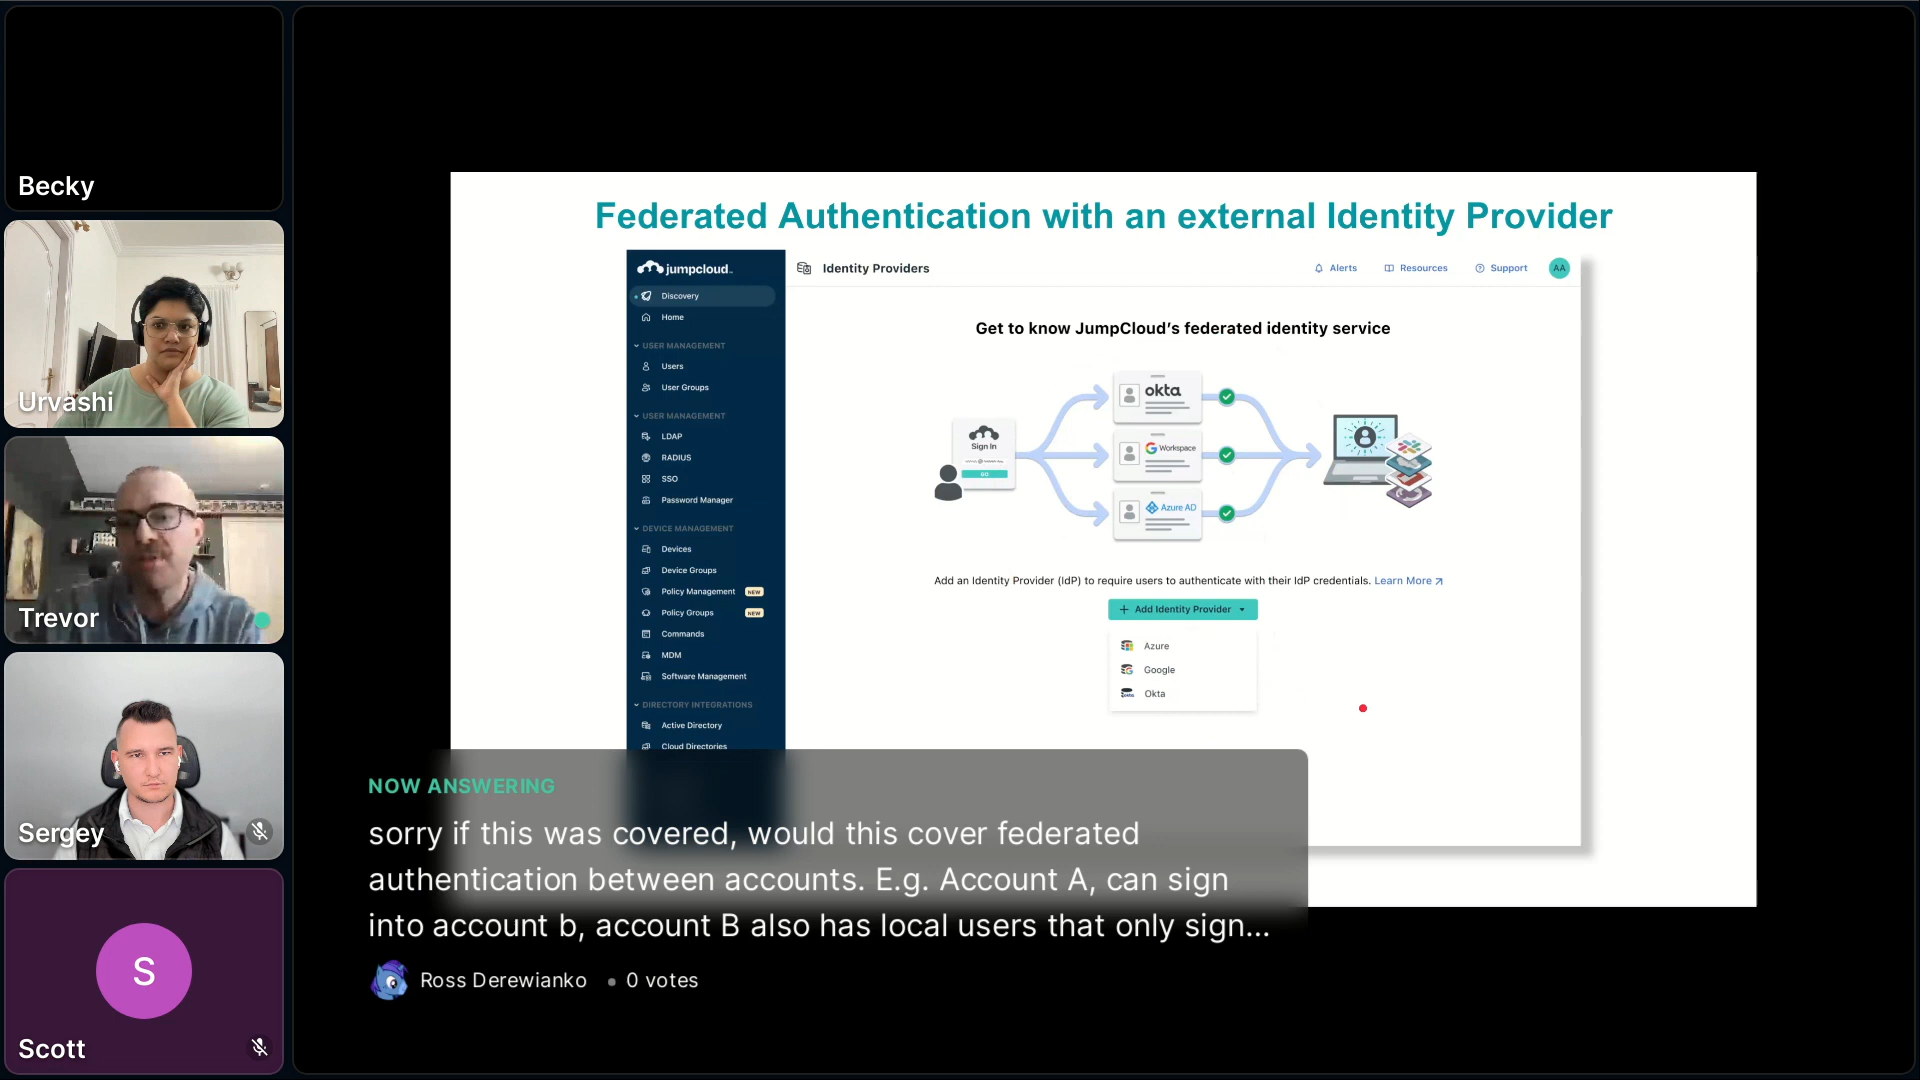 Becky
Urvashi
Trevor
Sergey
S
Scott
Federated Authentication with an external Identity Provider
jumpcloud
Discovery
Home
USER MANAGEMENT
Users
User Groups
USER MANAGEMENT
LDAP
RADIUS
SSO
Password Manager
DEVICE MANAGEMENT
Devices
Device Groups
Policy Management NEW
Policy Groups NEW
Commands
MDM
Software Management
DIRECTORY INTEGRATIONS
Active Directory
Cloud Directories
Identity Providers
Alerts Resources Support AA
Get to know JumpCloud's federated identity service
Sign In
GO
okta
Workspace
Azure AD
Add an Identity Provider (IdP) to require users to authenticate with their IdP credentials. Learn More
+ Add Identity Provider
Azure
Google
Okta
NOW ANSWERING
sorry if this was covered, would this cover federated
authentication between accounts. E.g. Account A, can sign
into account b, account B also has local users that only sign...
Ross Derewianko • 0 votes